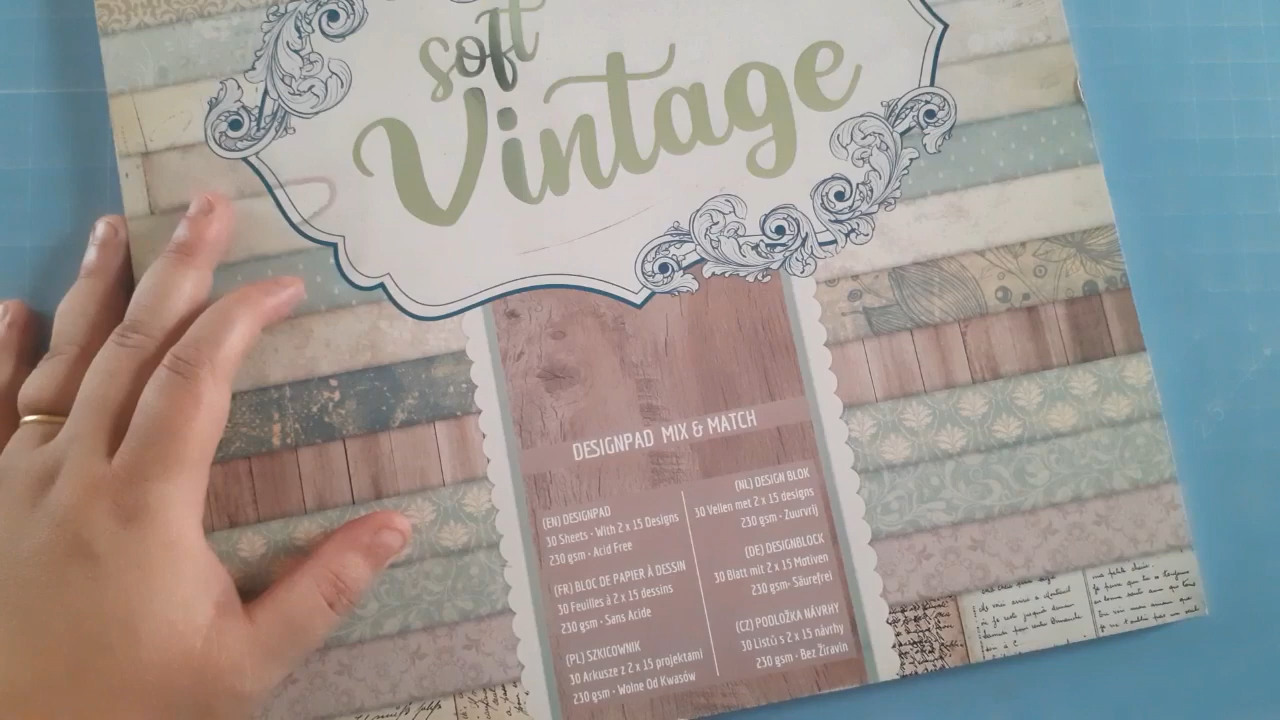 soft
Vintage
DESIGNPAD MIX & MATCH
(EN) DESIGNPAD
30 Sheets - With 2 x 15 Designs
230 gsm - Acid Free
(FR) BLOC DE PAPIER À DESSIN
30 Feuilles à 2 x 15 dessins
230 gsm - Sans Acide
(PL) SZKICOWNIK
30 Arkusze z 2 x 15 projektami
230 gsm - Wolne Od Kwasów
(NL) DESIGN BLOK
30 Vellen met 2 x 15 designs
230 gsm - Zuurvrij
(DE) DESIGNBLOCK
30 Blatt mit 2 x 15 Motiven
230 gsm- Säurefrei
(CZ) PODLOŽKA NÁVRHY
30 Listů s 2 x 15 návrhy
230 gsm - Bez Žíravin